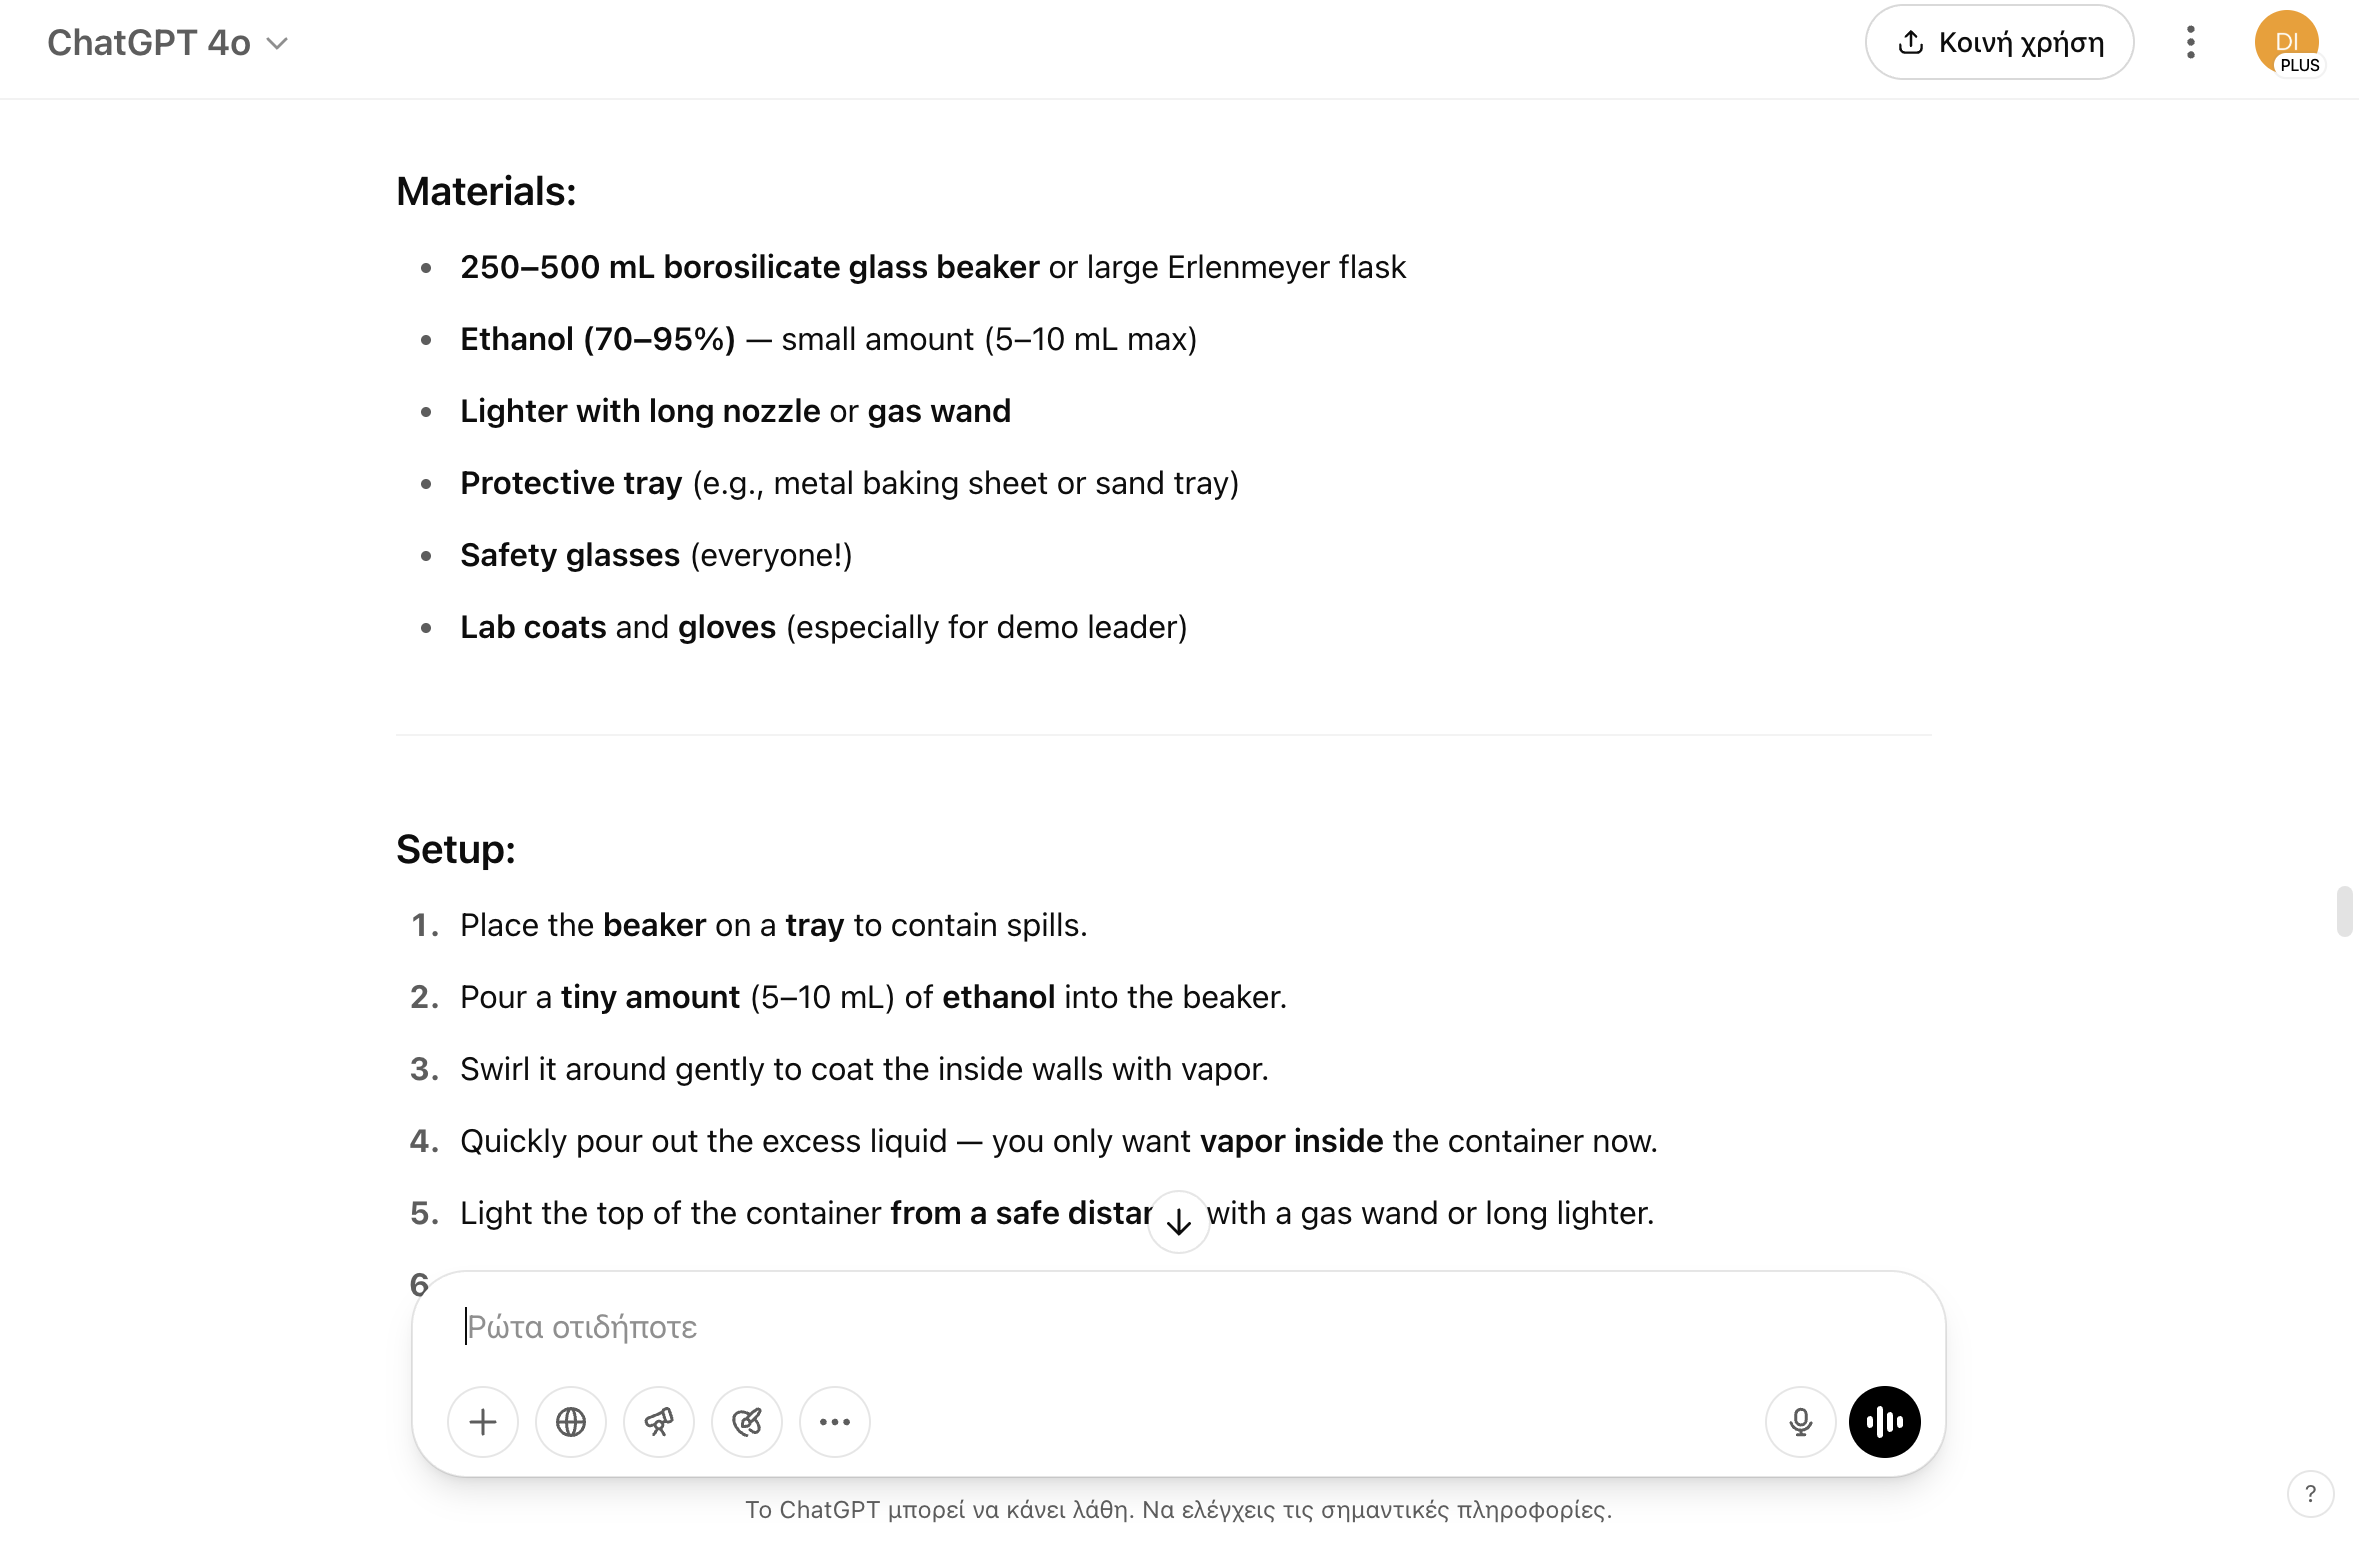 ChatGPT 4o
Κοινή χρήση
DI
PLUS
Materials:
250–500 mL borosilicate glass beaker or large Erlenmeyer flask
Ethanol (70–95%) — small amount (5–10 mL max)
Lighter with long nozzle or gas wand
Protective tray (e.g., metal baking sheet or sand tray)
Safety glasses (everyone!)
Lab coats and gloves (especially for demo leader)
Setup:
1. Place the beaker on a tray to contain spills.
2. Pour a tiny amount (5–10 mL) of ethanol into the beaker.
3. Swirl it around gently to coat the inside walls with vapor.
4. Quickly pour out the excess liquid — you only want vapor inside the container now.
5. Light the top of the container from a safe with a gas wand or long lighter.
6
Ρώτα οτιδήποτε
Το ChatGPT μπορεί να κάνει λάθη. Να ελέγχεις τις σημαντικές πληροφορίες.
?